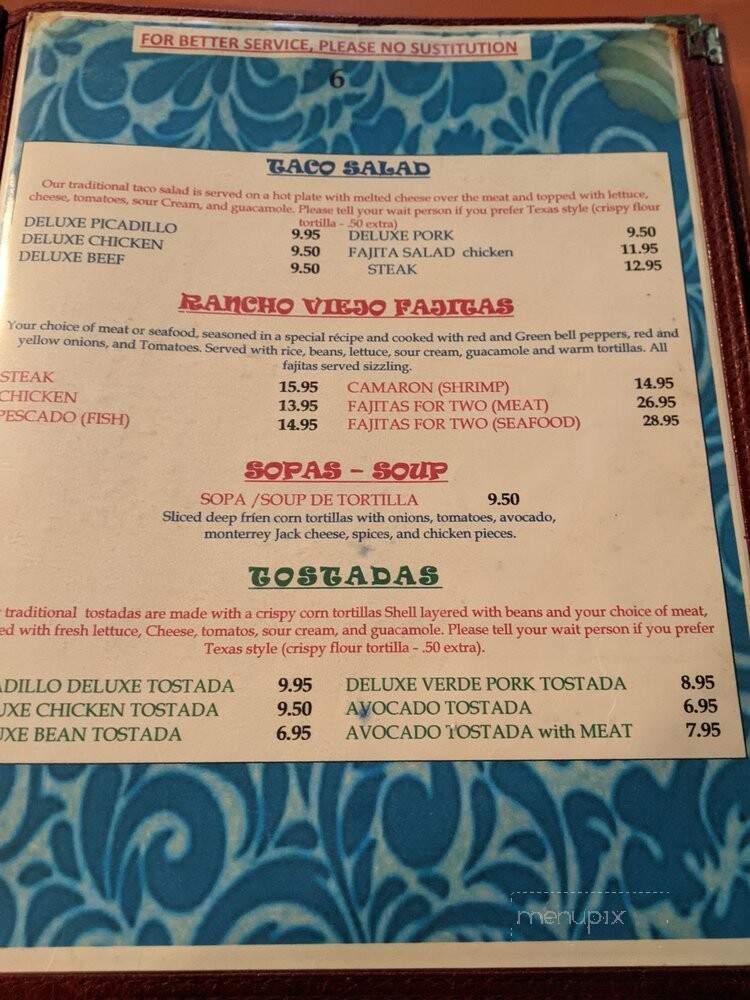 FOR BETTER SERVICE, PLEASE NO SUSTITUTION
6
TACO SALAD
Our traditional taco salad is served on a hot plate with melted cheese over the meat and topped with lettuce,
cheese, tomatoes, sour Cream, and guacamole. Please tell your wait person if you prefer Texas style (crispy flour
tortilla - .50 extra)
DELUXE PICADILLO 9.95 DELUXE PORK 9.50
DELUXE CHICKEN 9.50 FAJITA SALAD chicken 11.95
DELUXE BEEF 9.50 STEAK 12.95
RANCHO VIEJO FAJITAS
Your choice of meat or seafood, seasoned in a special récipe and cooked with red and Green bell peppers, red and
yellow onions, and Tomatoes. Served with rice, beans, lettuce, sour cream, guacamole and warm tortillas. All
fajitas served sizzling.
STEAK 15.95 CAMARON (SHRIMP) 14.95
CHICKEN 13.95 FAJITAS FOR TWO (MEAT) 26.95
PESCADO (FISH) 14.95 FAJITAS FOR TWO (SEAFOOD) 28.95
SOPAS - SOUP
SOPA /SOUP DE TORTILLA 9.50
Sliced deep fríen corn tortillas with onions, tomatoes, avocado,
monterrey Jack cheese, spices, and chicken pieces.
TOSTADAS
traditional tostadas are made with a crispy corn tortillas Shell layered with beans and your choice of meat,
ed with fresh lettuce, Cheese, tomatos, sour cream, and guacamole. Please tell your wait person if you prefer
Texas style (crispy flour tortilla - .50 extra).
ADILLO DELUXE TOSTADA 9.95 DELUXE VERDE PORK TOSTADA 8.95
UXE CHICKEN TOSTADA 9.50 AVOCADO TOSTADA 6.95
UXE BEAN TOSTADA 6.95 AVOCADO TOSTADA with MEAT 7.95
menupix